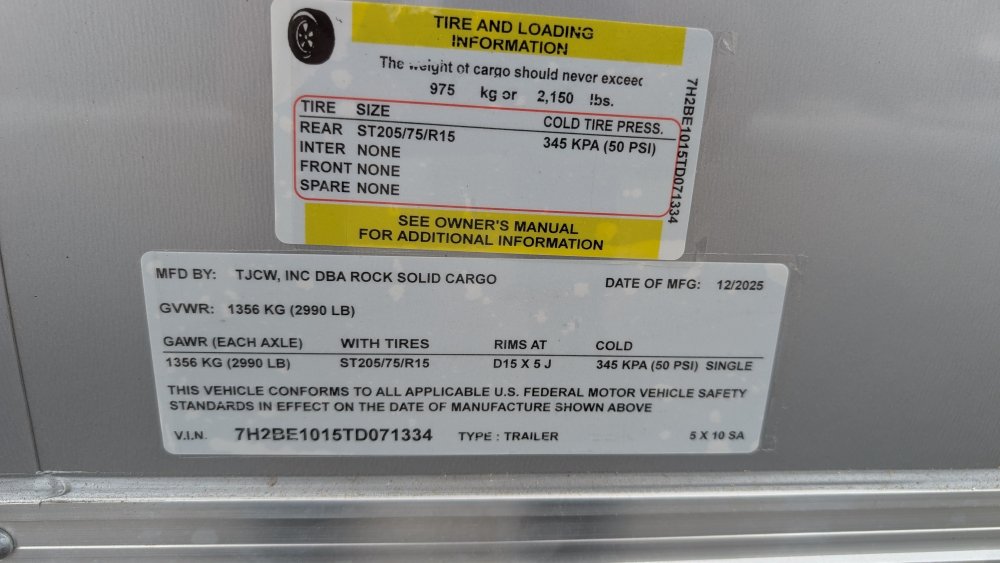 TIRE AND LOADING
INFORMATION
The weight of cargo should never exceed
975 kg or 2,150 lbs.
TIRE SIZE COLD TIRE PRESS.
REAR ST205/75/R15 345 KPA (50 PSI)
INTER NONE
FRONT NONE
SPARE NONE
SEE OWNER'S MANUAL
FOR ADDITIONAL INFORMATION
7H2BE1015TD071334
MFD BY: TJCW, INC DBA ROCK SOLID CARGO DATE OF MFG: 12/2025
GVWR: 1356 KG (2990 LB)
GAWR (EACH AXLE) WITH TIRES RIMS AT COLD
1356 KG (2990 LB) ST205/75/R15 D15 X 5 J 345 KPA (50 PSI) SINGLE
THIS VEHICLE CONFORMS TO ALL APPLICABLE U.S. FEDERAL MOTOR VEHICLE SAFETY
STANDARDS IN EFFECT ON THE DATE OF MANUFACTURE SHOWN ABOVE
V.I.N. 7H2BE1015TD071334 TYPE : TRAILER 5 X 10 SA